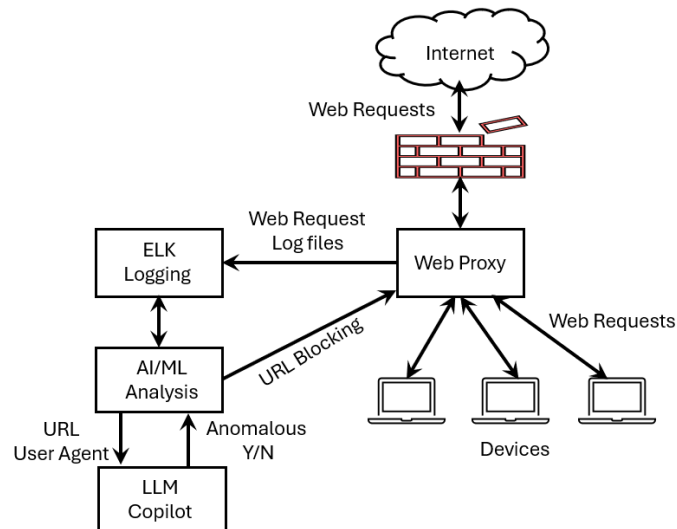 Internet
Web Requests
Web Request
Log files
ELK
Logging
Web Proxy
Web Requests
URL Blocking
AI/ML
Analysis
URL
User Agent
Anomalous
Y/N
Devices
LLM
Copilot